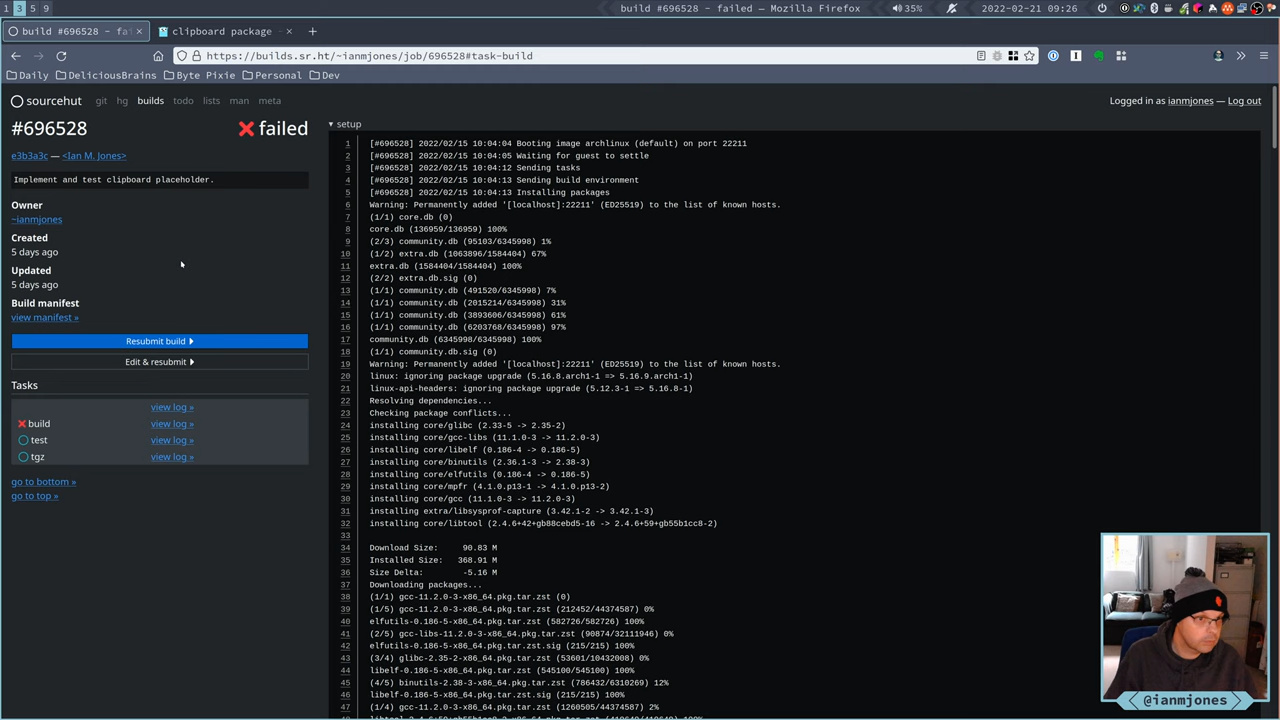 1 3 5 9
build #696528 - failed — Mozilla Firefox
35%
2022-02-21 09:26
build #696528 - fai
clipboard package -
https://builds.sr.ht/~ianmjones/job/696528#task-build
Daily DeliciousBrains Byte Pixie Personal Dev
sourcehut git hg builds todo lists man meta
Logged in as ianmjones — Log out
#696528 failed
e3b3a3c — <Ian M. Jones>
Implement and test clipboard placeholder.
Owner
~ianmjones
Created
5 days ago
Updated
5 days ago
Build manifest
view manifest »
Resubmit build
Edit & resubmit
Tasks
view log »
build view log »
test view log »
tgz view log »
go to bottom »
go to top »
setup
1 [#696528] 2022/02/15 10:04:04 Booting image archlinux (default) on port 22211
2 [#696528] 2022/02/15 10:04:05 Waiting for guest to settle
3 [#696528] 2022/02/15 10:04:12 Sending tasks
4 [#696528] 2022/02/15 10:04:13 Sending build environment
5 [#696528] 2022/02/15 10:04:13 Installing packages
6 Warning: Permanently added '[localhost]:22211' (ED25519) to the list of known hosts.
7 (1/1) core.db (0)
8 core.db (136959/136959) 100%
9 (2/3) community.db (95103/6345998) 1%
10 (1/2) extra.db (1063896/1584404) 67%
11 extra.db (1584404/1584404) 100%
12 (2/2) extra.db.sig (0)
13 (1/1) community.db (491520/6345998) 7%
14 (1/1) community.db (2015214/6345998) 31%
15 (1/1) community.db (3893606/6345998) 61%
16 (1/1) community.db (6203768/6345998) 97%
17 community.db (6345998/6345998) 100%
18 (1/1) community.db.sig (0)
19 Warning: Permanently added '[localhost]:22211' (ED25519) to the list of known hosts.
20 linux: ignoring package upgrade (5.16.8.arch1-1 => 5.16.9.arch1-1)
21 linux-api-headers: ignoring package upgrade (5.12.3-1 => 5.16.8-1)
22 Resolving dependencies...
23 Checking package conflicts...
24 installing core/glibc (2.33-5 -> 2.35-2)
25 installing core/gcc-libs (11.1.0-3 -> 11.2.0-3)
26 installing core/libelf (0.186-4 -> 0.186-5)
27 installing core/binutils (2.36.1-3 -> 2.38-3)
28 installing core/elfutils (0.186-4 -> 0.186-5)
29 installing core/mpfr (4.1.0.p13-1 -> 4.1.0.p13-2)
30 installing core/gcc (11.1.0-3 -> 11.2.0-3)
31 installing extra/libsysprof-capture (3.42.1-2 -> 3.42.1-3)
32 installing core/libtool (2.4.6+42+gb88cebd5-16 -> 2.4.6+59+gb55b1cc8-2)
33
34 Download Size: 90.83 M
35 Installed Size: 368.91 M
36 Size Delta: -5.16 M
37 Downloading packages...
38 (1/1) gcc-11.2.0-3-x86_64.pkg.tar.zst (0)
39 (1/5) gcc-11.2.0-3-x86_64.pkg.tar.zst (212452/44374587) 0%
40 elfutils-0.186-5-x86_64.pkg.tar.zst (582726/582726) 100%
41 (2/5) gcc-libs-11.2.0-3-x86_64.pkg.tar.zst (90874/32111946) 0%
42 elfutils-0.186-5-x86_64.pkg.tar.zst.sig (215/215) 100%
43 (3/4) glibc-2.35-2-x86_64.pkg.tar.zst (53601/10432008) 0%
44 libelf-0.186-5-x86_64.pkg.tar.zst (545100/545100) 100%
45 (4/5) binutils-2.38-3-x86_64.pkg.tar.zst (786432/6310269) 12%
46 libelf-0.186-5-x86_64.pkg.tar.zst.sig (215/215) 100%
47 (1/4) gcc-11.2.0-3-x86_64.pkg.tar.zst (1260505/44374587) 2%
@ianmjones